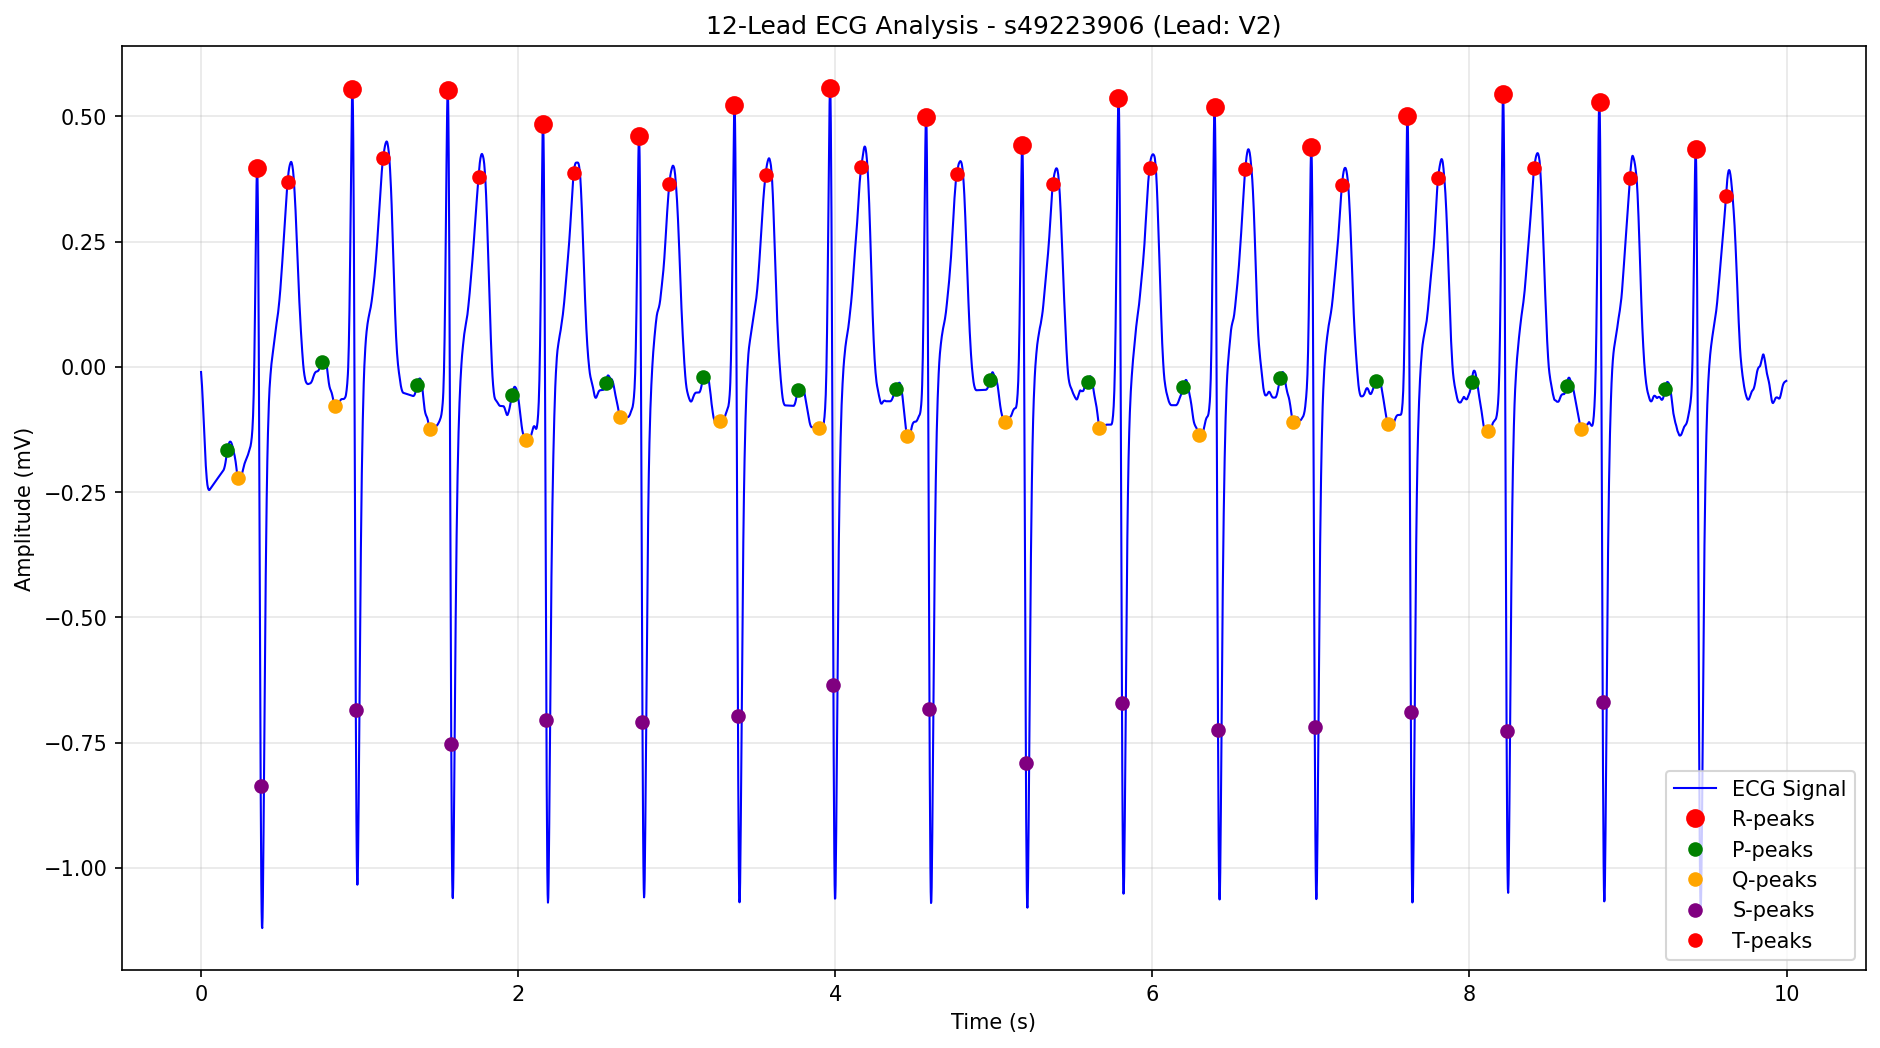 12-Lead ECG Analysis - s49223906 (Lead: V2)
Amplitude (mV)
0.50
0.25
0.00
−0.25
−0.50
−0.75
−1.00
ECG Signal
R-peaks
P-peaks
Q-peaks
S-peaks
T-peaks
0 2 4 6 8 10
Time (s)